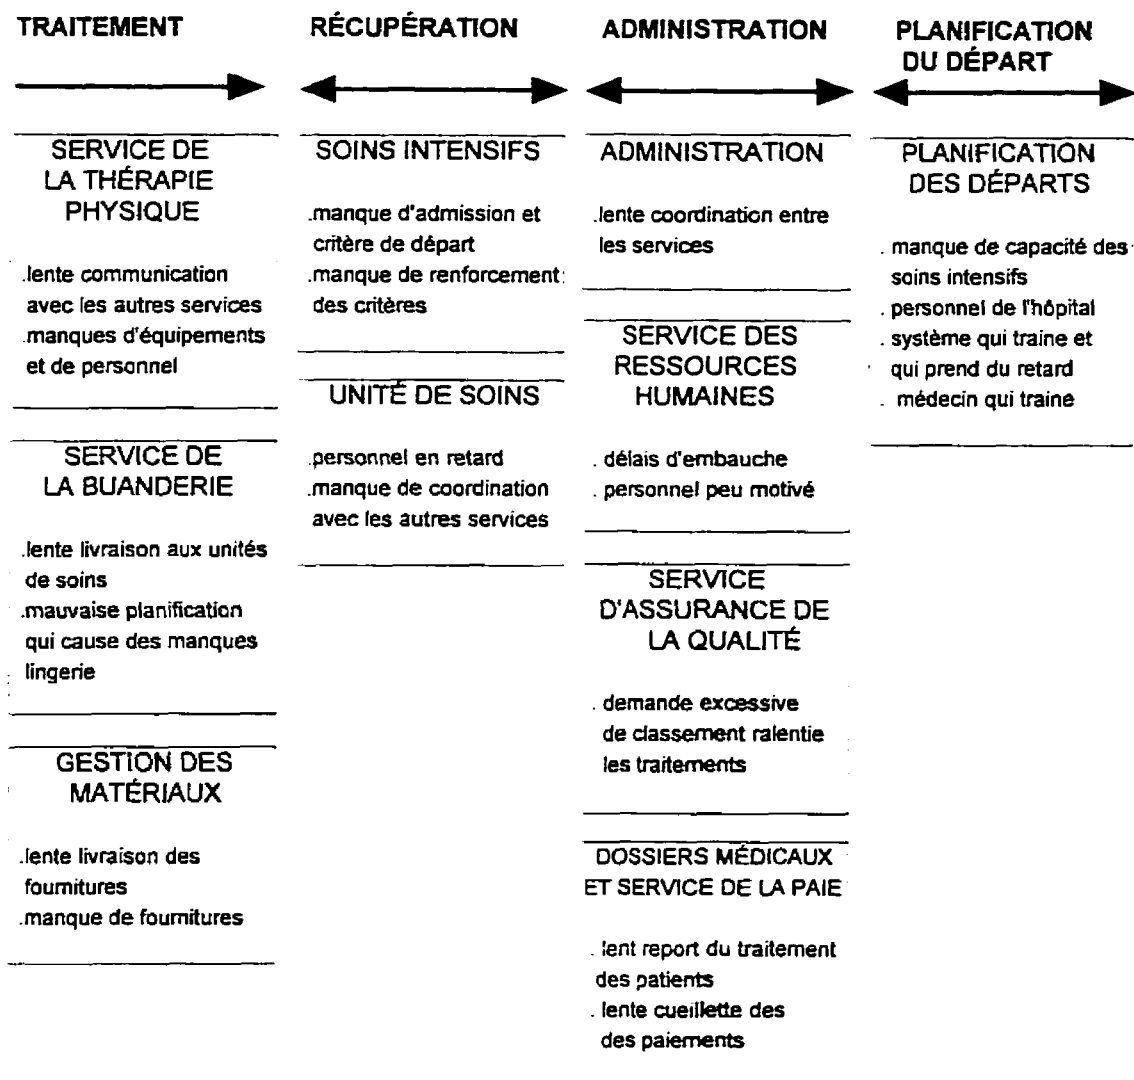 TRAITEMENT
SERVICE DE
LA THÉRAPIE
PHYSIQUE
.lente communication
avec les autres services
.manques d'équipements
et de personnel
SERVICE DE
LA BUANDERIE
.lente livraison aux unités
de soins
.mauvaise planification
qui cause des manques
lingerie
GESTION DES
MATÉRIAUX
.lente livraison des
fournitures
.manque de fournitures
RÉCUPÉRATION
SOINS INTENSIFS
.manque d'admission et
critère de départ
.manque de renforcement
des critères
UNITÉ DE SOINS
.personnel en retard
.manque de coordination
avec les autres services
ADMINISTRATION
ADMINISTRATION
.lente coordination entre
les services
SERVICE DES
RESSOURCES
HUMAINES
. délais d'embauche
. personnel peu motivé
SERVICE
D'ASSURANCE DE
LA QUALITÉ
. demande excessive
de classement ralentie
les traitements
DOSSIERS MÉDICAUX
ET SERVICE DE LA PAIE
. lent report du traitement
des patients
. lente cueillette des
des paiements
PLANIFICATION
DU DÉPART
PLANIFICATION
DES DÉPARTS
. manque de capacité des
soins intensifs
. personnel de l'hôpital
. système qui traine et
qui prend du retard
. médecin qui traine